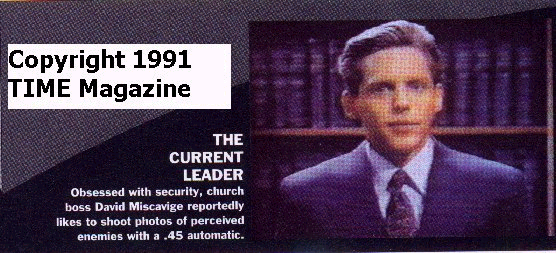 Copyright 1991
TIME Magazine
THE
CURRENT
LEADER
Obsessed with security, church
boss David Miscavige reportedly
likes to shoot photos of perceived
enemies with a .45 automatic.